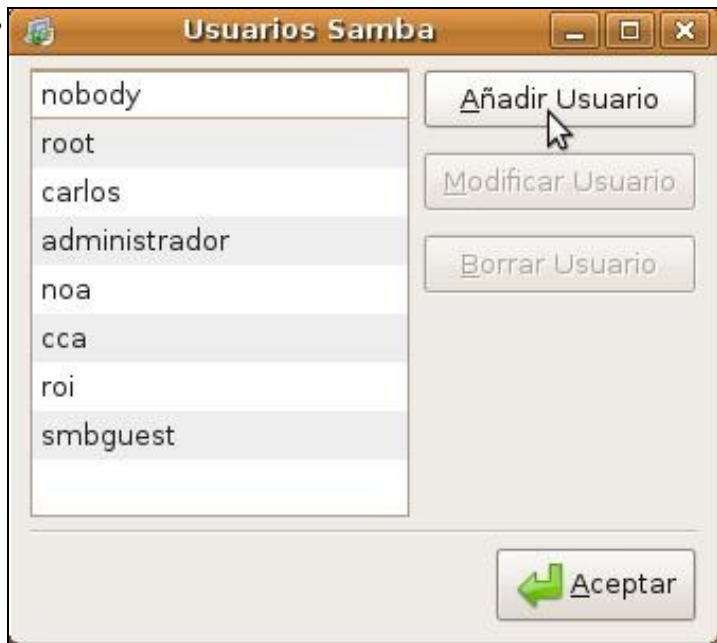 Usuarios Samba
nobody
root
carlos
administrador
noa
cca
roi
smbguest
Añadir Usuario
Modificar Usuario
Borrar Usuario
Aceptar